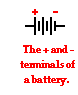 + -
The + and -
terminals of
a battery.